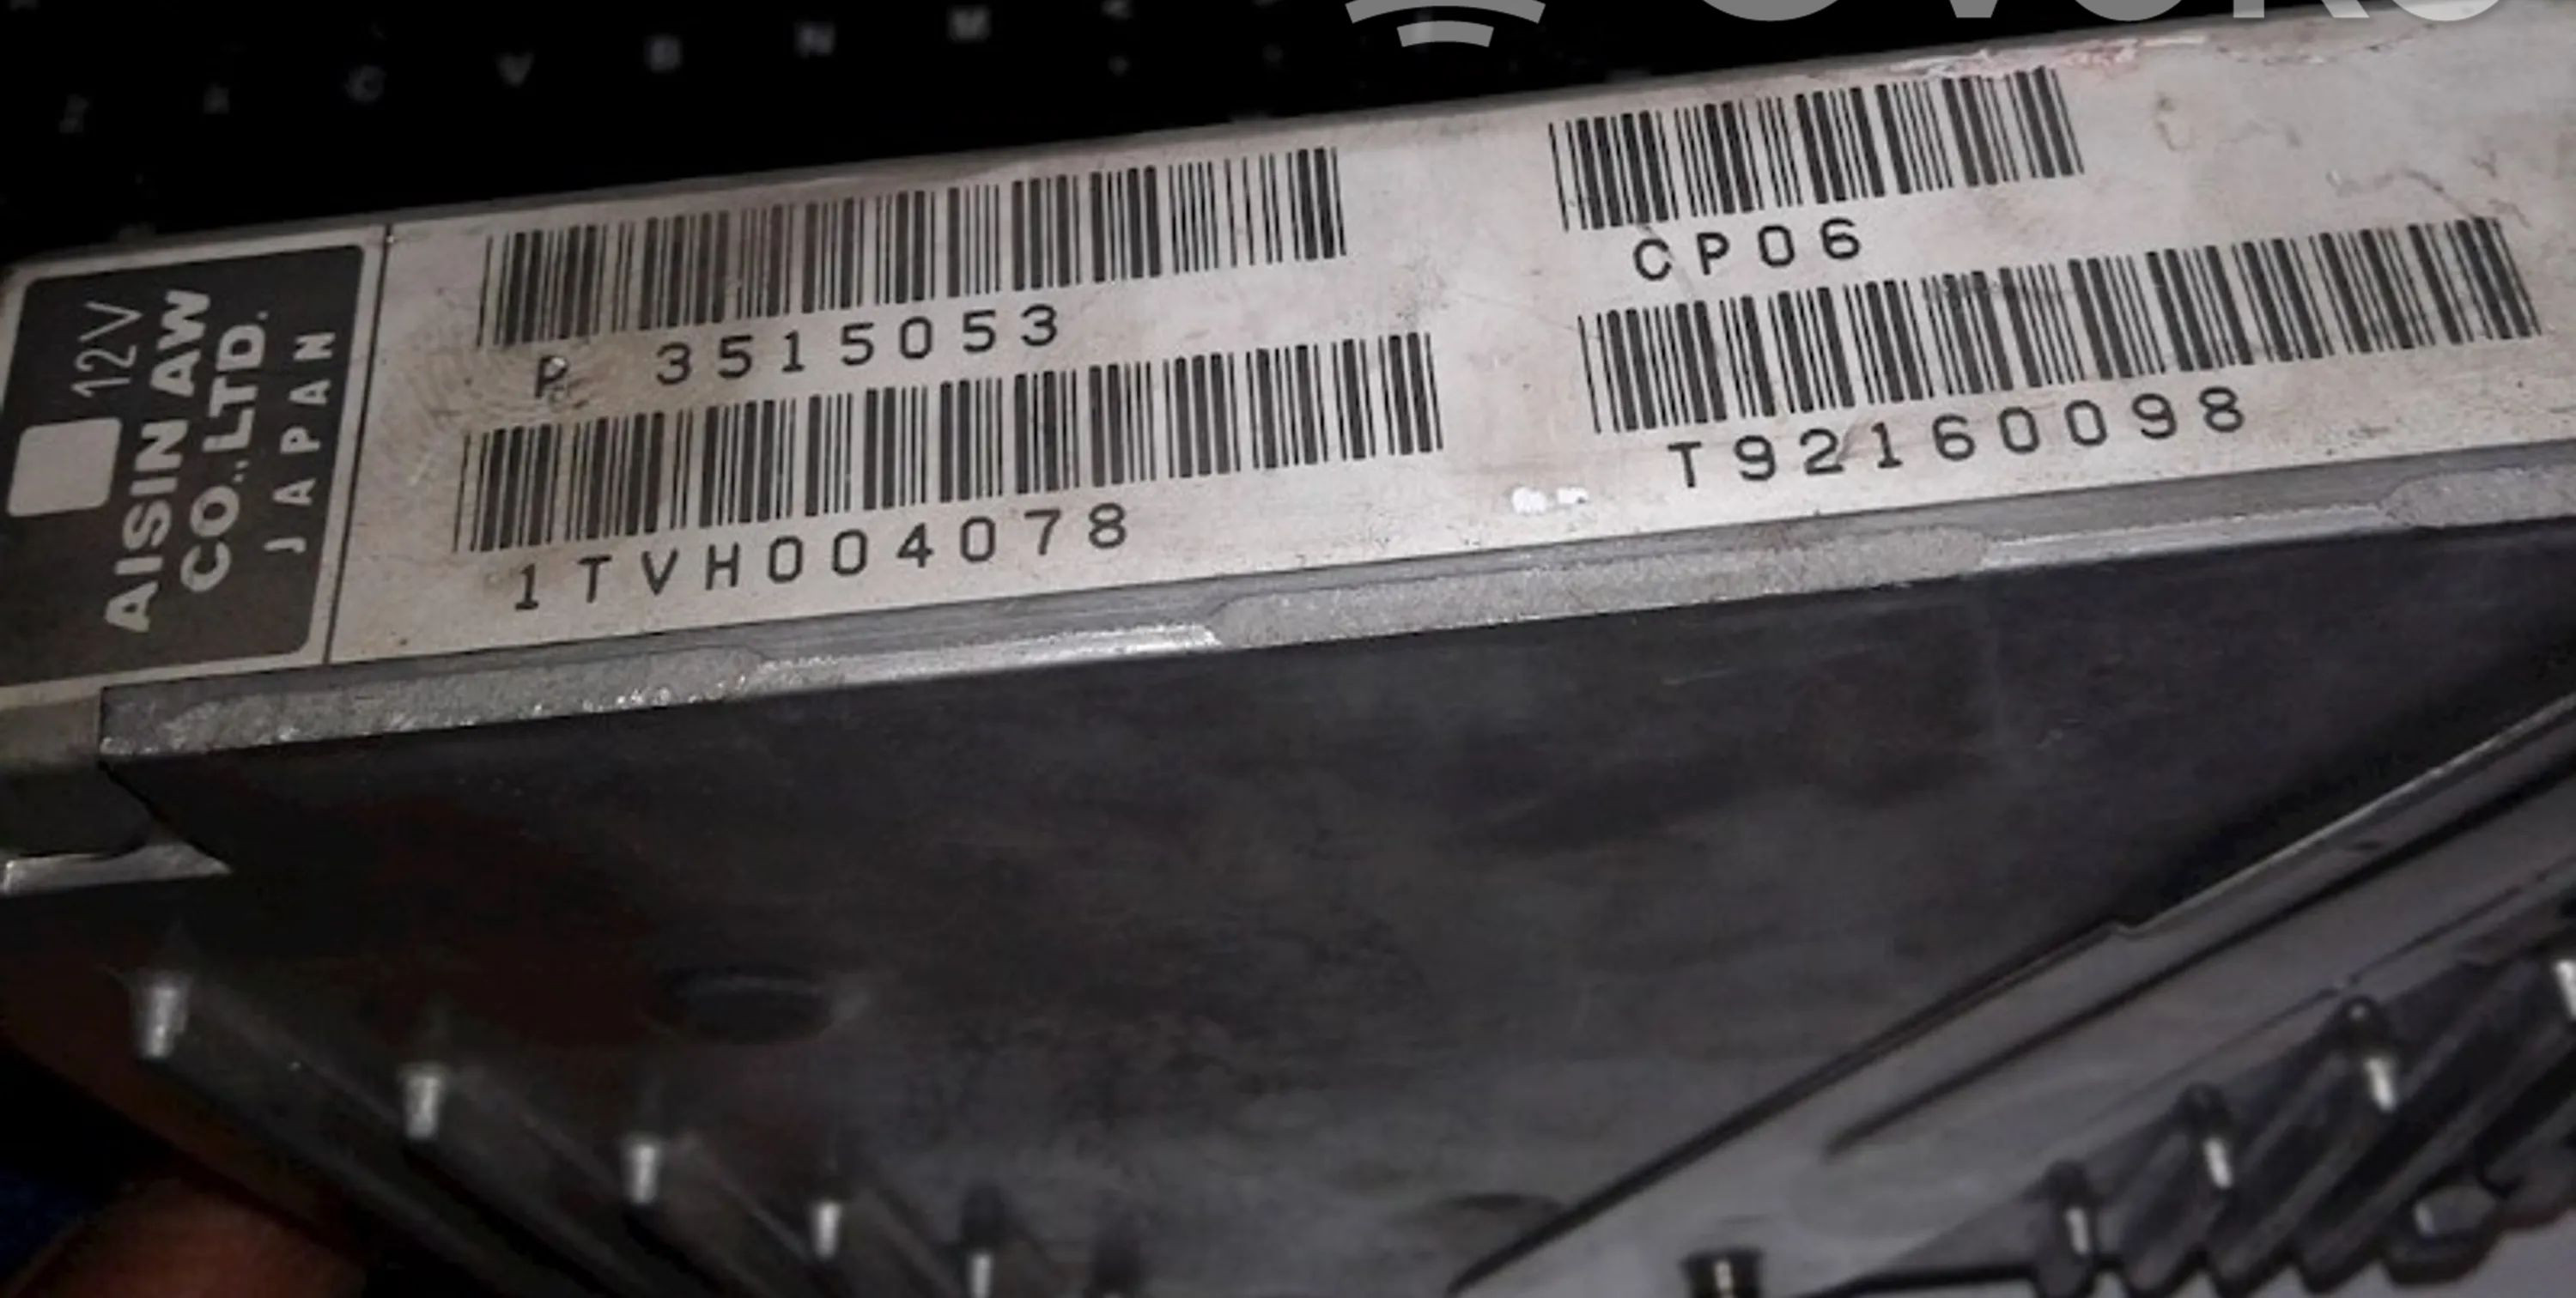 C V B N M
12V
AISIN AW
CO.,LTD.
JAPAN
P 3515053
1TVH004078
CP06
T92160098